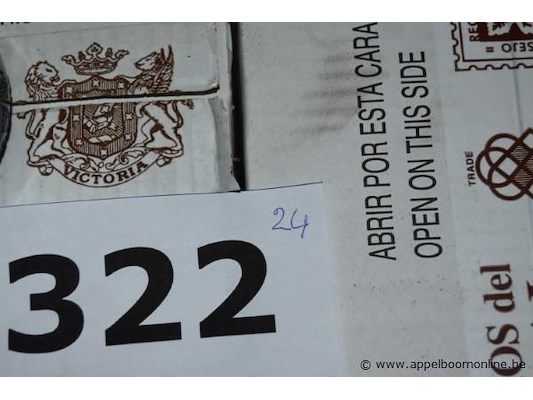 VICTORIA
322
24
ABRIR POR ESTA CARA
OPEN ON THIS SIDE
TRADE
OS del
© www.appelboomonline.be